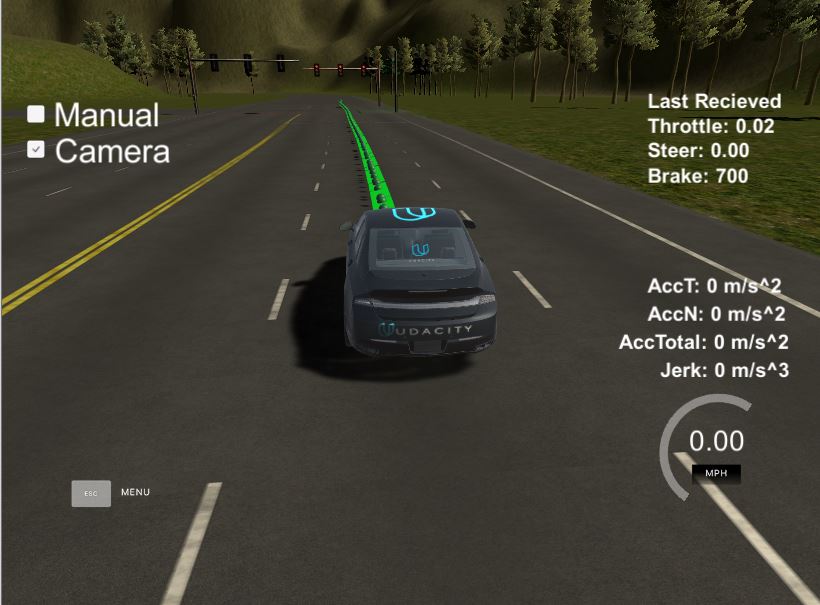 Manual
Camera
Last Recieved
Throttle: 0.02
Steer: 0.00
Brake: 700
UDACITY
AccT: 0 m/s^2
AccN: 0 m/s^2
AccTotal: 0 m/s^2
Jerk: 0 m/s^3
0.00
MPH
ESC MENU